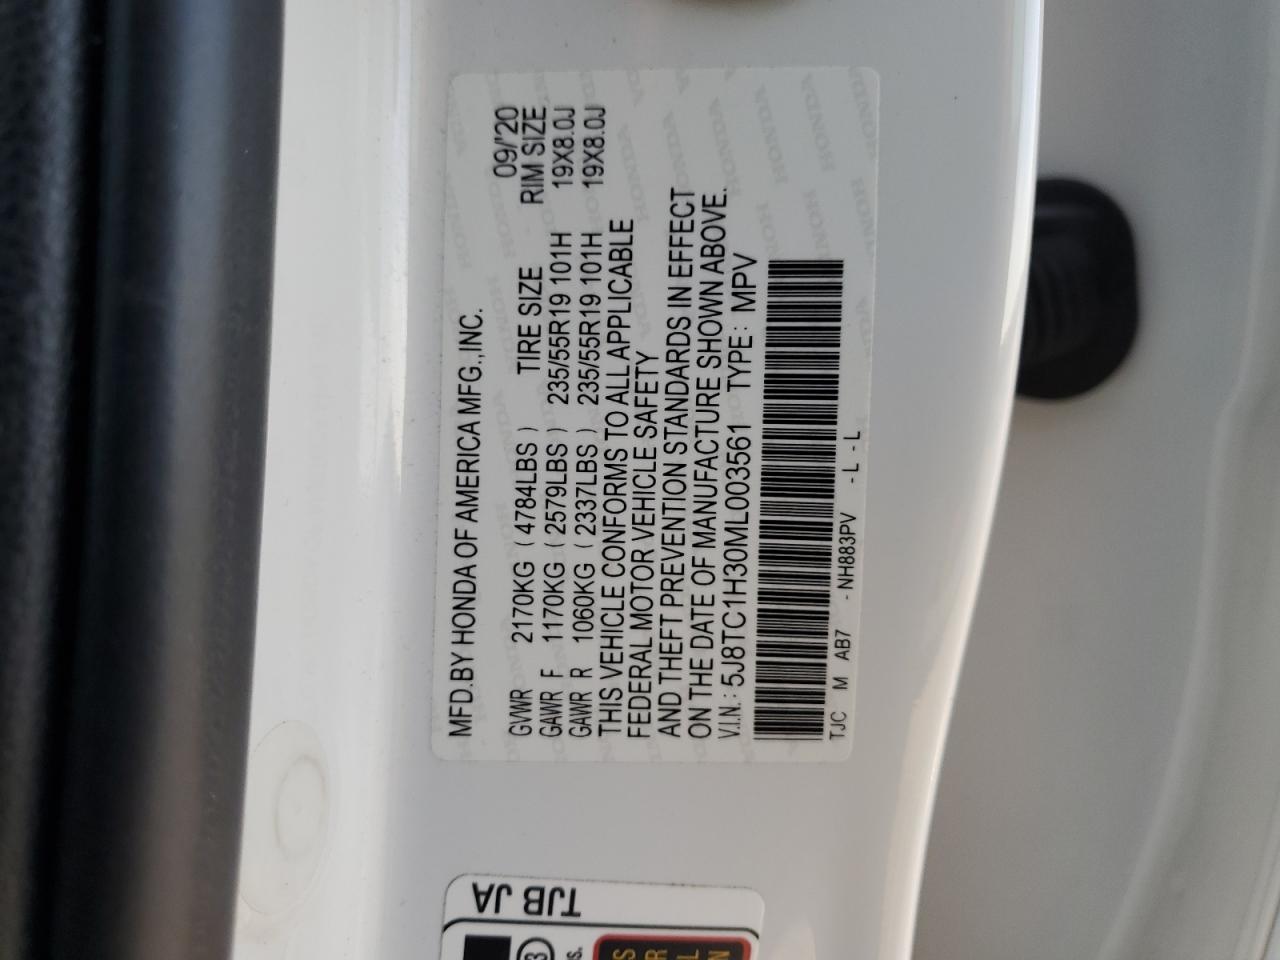 MFD.BY HONDA OF AMERICA MFG.,INC. 09/'20
GVWR 2170KG ( 4784LBS ) TIRE SIZE RIM SIZE
GAWR F 1170KG ( 2579LBS ) 235/55R19 101H 19X8.0J
GAWR R 1060KG ( 2337LBS ) 235/55R19 101H 19X8.0J
THIS VEHICLE CONFORMS TO ALL APPLICABLE
FEDERAL MOTOR VEHICLE SAFETY
AND THEFT PREVENTION STANDARDS IN EFFECT
ON THE DATE OF MANUFACTURE SHOWN ABOVE.
V.I.N.: 5J8TC1H30ML003561 TYPE: MPV
TJC M AB7 - NH883PV - L - L
TJB JA